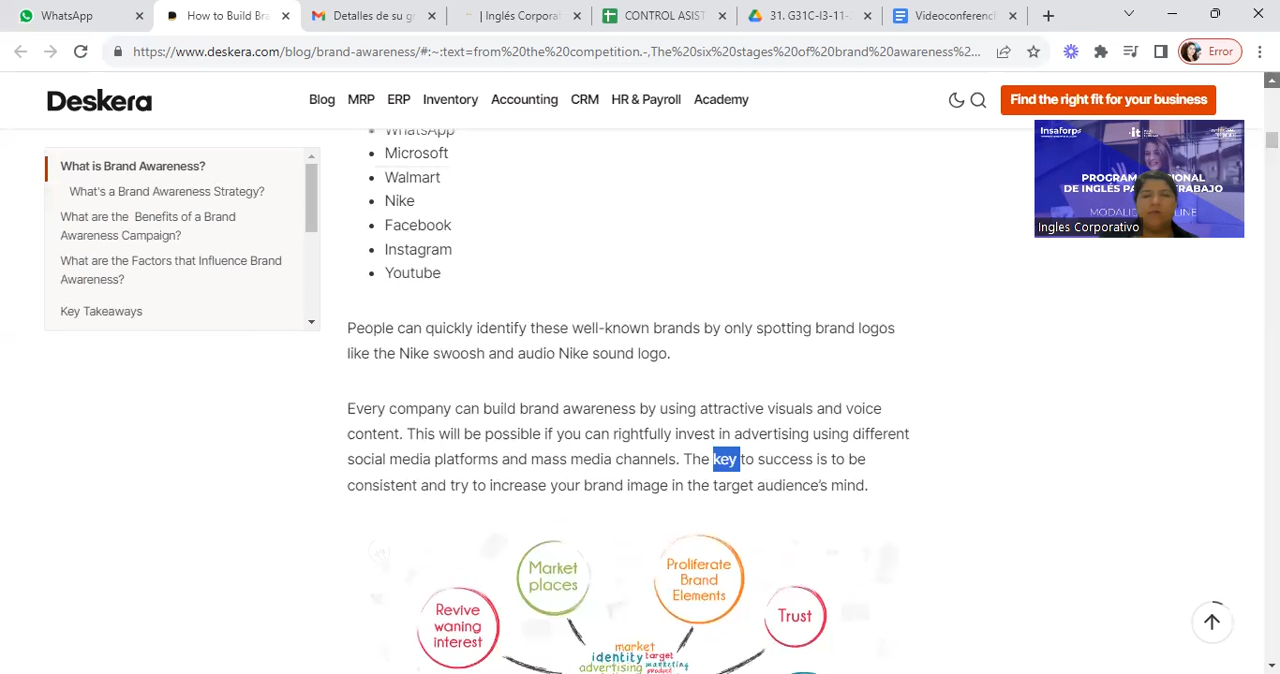 WhatsApp
How to Build Bra
Detalles de su g
| Inglés Corpora
CONTROL ASIST
31. G31C-I3-11-
Videoconferenc
https://www.deskera.com/blog/brand-awareness/#:~:text=from%20the%20competition.-,The%20six%20stages%20of%20brand%20awareness%2...
Error
Deskera
Blog MRP ERP Inventory Accounting CRM HR & Payroll Academy
Find the right fit for your business
What is Brand Awareness?
What's a Brand Awareness Strategy?
What are the Benefits of a Brand
Awareness Campaign?
What are the Factors that Influence Brand
Awareness?
Key Takeaways
WhatsApp
Microsoft
Walmart
Nike
Facebook
Instagram
Youtube
People can quickly identify these well-known brands by only spotting brand logos
like the Nike swoosh and audio Nike sound logo.
Every company can build brand awareness by using attractive visuals and voice
content. This will be possible if you can rightfully invest in advertising using different
social media platforms and mass media channels. The key to success is to be
consistent and try to increase your brand image in the target audience's mind.
Market
places
Proliferate
Brand
Elements
Revive
waning
interest
Trust
market
identity target
advertising marketing
product
Insaforp
Ingles Corporativo